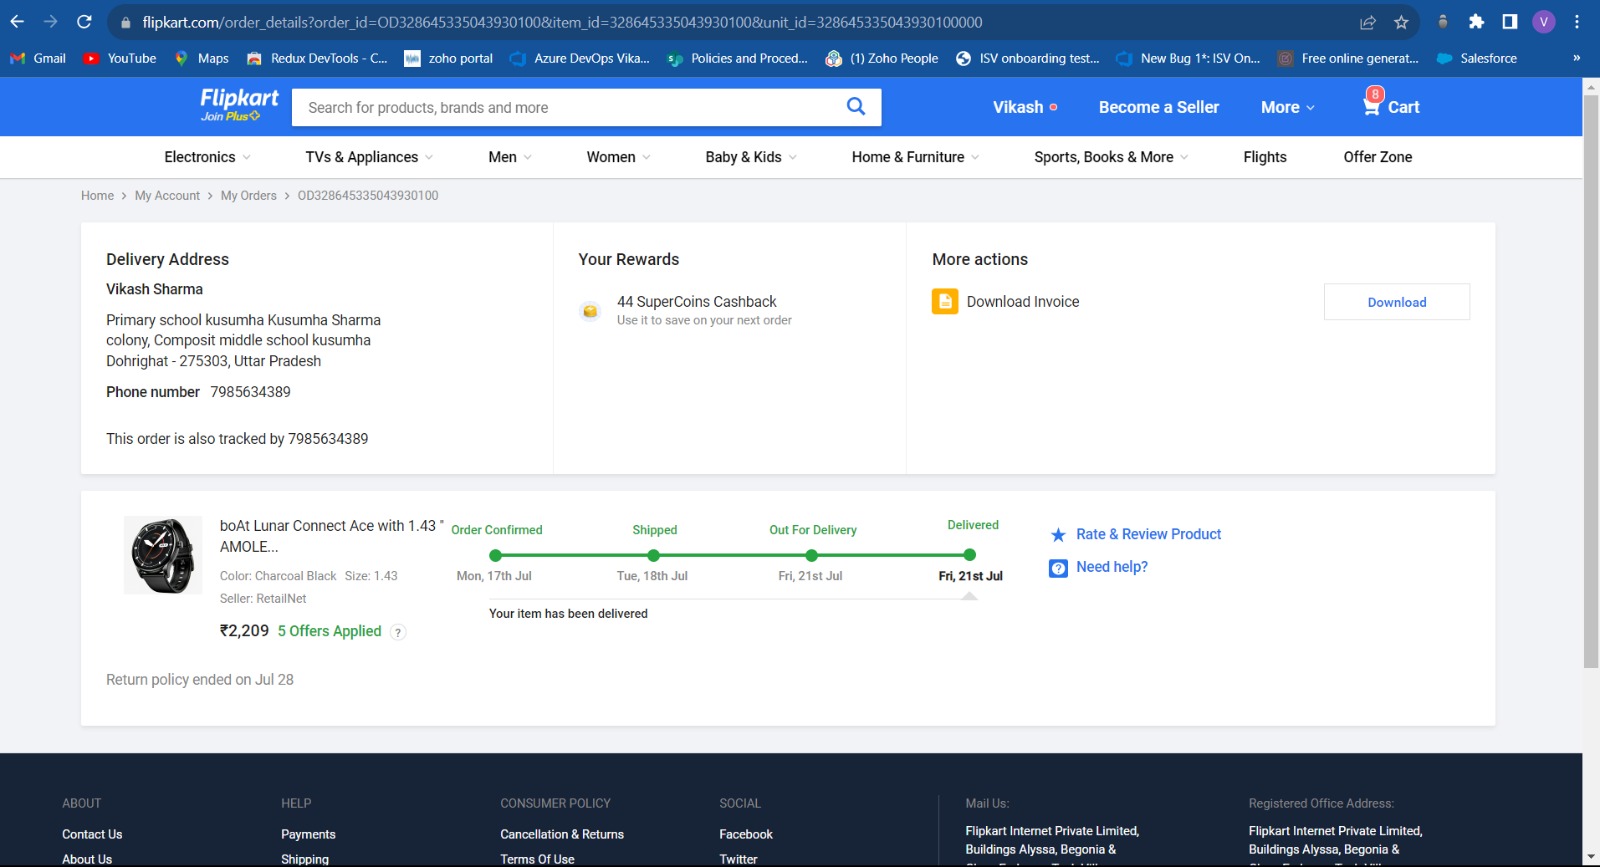 flipkart.com/order_details?order_id=OD328645335043930100&item_id=328645335043930100&unit_id=328645335043930100000
V
Gmail YouTube Maps Redux DevTools - C... zoho portal Azure DevOps Vika... Policies and Proced... (1) Zoho People ISV onboarding test... New Bug 1*: ISV On... Free online generat... Salesforce »
Flipkart
Join Plus
Search for products, brands and more
Vikash Become a Seller More 8 Cart
Electronics TVs & Appliances Men Women Baby & Kids Home & Furniture Sports, Books & More Flights Offer Zone
Home > My Account > My Orders > OD328645335043930100
Delivery Address
Vikash Sharma
Primary school kusumha Kusumha Sharma
colony, Composit middle school kusumha
Dohrighat - 275303, Uttar Pradesh
Phone number 7985634389
This order is also tracked by 7985634389
Your Rewards
44 SuperCoins Cashback
Use it to save on your next order
More actions
Download Invoice
Download
boAt Lunar Connect Ace with 1.43 "
AMOLE...
Color: Charcoal Black Size: 1.43
Seller: RetailNet
₹2,209 5 Offers Applied ?
Order Confirmed Shipped Out For Delivery Delivered
Mon, 17th Jul Tue, 18th Jul Fri, 21st Jul Fri, 21st Jul
Your item has been delivered
Rate & Review Product
Need help?
Return policy ended on Jul 28
ABOUT
Contact Us
About Us
HELP
Payments
Shipping
CONSUMER POLICY
Cancellation & Returns
Terms Of Use
SOCIAL
Facebook
Twitter
Mail Us:
Flipkart Internet Private Limited,
Buildings Alyssa, Begonia &
Registered Office Address:
Flipkart Internet Private Limited,
Buildings Alyssa, Begonia &